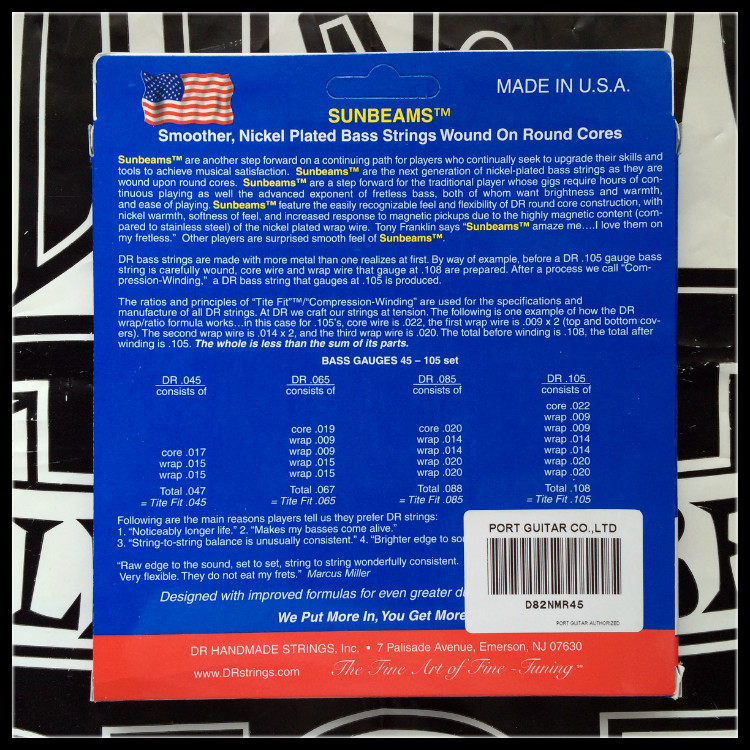 MADE IN U.S.A.
SUNBEAMS™
Smoother, Nickel Plated Bass Strings Wound On Round Cores
Sunbeams™ are another step forward on a continuing path for players who continually seek to upgrade their skills and
tools to achieve musical satisfaction. Sunbeams™ are the next generation of nickel-plated bass strings as they are
wound upon round cores. Sunbeams™ are a step forward for the traditional player whose gigs require hours of con-
tinuous playing as well the advanced exponent of fretless bass, both of whom want brightness and warmth,
and ease of playing. Sunbeams™ feature the easily recognizable feel and flexibility of DR round core construction, with
nickel warmth, softness of feel, and increased response to magnetic pickups due to the highly magnetic content (com-
pared to stainless steel) of the nickel plated wrap wire. Tony Franklin says "Sunbeams™ amaze me....I love them on
my fretless." Other players are surprised smooth feel of Sunbeams™.
DR bass strings are made with more metal than one realizes at first. By way of example, before a DR .105 gauge bass
string is carefully wound, core wire and wrap wire that gauge at .108 are prepared. After a process we call "Com-
pression-Winding," a DR bass string that gauges at .105 is produced.
The ratios and principles of "Tite Fit"™/"Compression-Winding" are used for the specifications and
manufacture of all DR strings. At DR we craft our strings at tension. The following is one example of how the DR
wrap/ratio formula works...in this case for .105's, core wire is .022, the first wrap wire is .009 x 2 (top and bottom cov-
ers). The second wrap wire is .014 x 2, and the third wrap wire is .020. The total before winding is .108, the total after
winding is .105. The whole is less than the sum of its parts.
BASS GAUGES 45 – 105 set
DR .045 DR .065 DR .085 DR .105
consists of consists of consists of consists of
core .022
wrap .009
core .019 core .020 wrap .009
wrap .009 wrap .014 wrap .014
core .017 wrap .009 wrap .014 wrap .014
wrap .015 wrap .015 wrap .020 wrap .020
wrap .015 wrap .015 wrap .020 wrap .020
Total .047 Total .067 Total .088 Total .108
= Tite Fit .045 = Tite Fit .065 = Tite Fit .085 = Tite Fit .105
Following are the main reasons players tell us they prefer DR strings:
1. "Noticeably longer life." 2. "Makes my basses come alive."
3. "String-to-string balance is unusually consistent." 4. "Brighter edge to
"Raw edge to the sound, set to set, string to string wonderfully consistent.
Very flexible. They do not eat my frets." Marcus Miller
Designed with improved formulas for even greater
We Put More In, You Get More
PORT GUITAR CO.,LTD
D82NMR45
PORT GUITAR AUTHORIZED
DR HANDMADE STRINGS, Inc. • 7 Palisade Avenue, Emerson, NJ 07630
www.DRstrings.com The Fine Art of Fine-Tuning℠